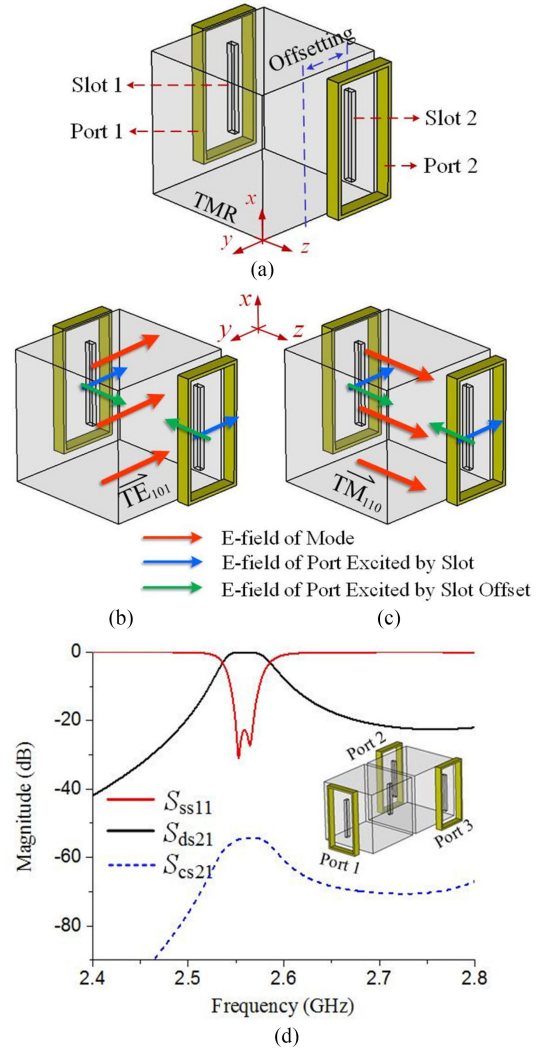 Offsetting
Slot 1
Port 1
Slot 2
Port 2
TMR
x
y
z
(a)
x
y
z
TE101
TM110
E-field of Mode
E-field of Port Excited by Slot
E-field of Port Excited by Slot Offset
(b)
(c)
0
-20
-40
-60
-80
Magnitude (dB)
Sss11
Sds21
Scs21
Port 2
Port 1
Port 3
2.4
2.5
2.6
2.7
2.8
Frequency (GHz)
(d)